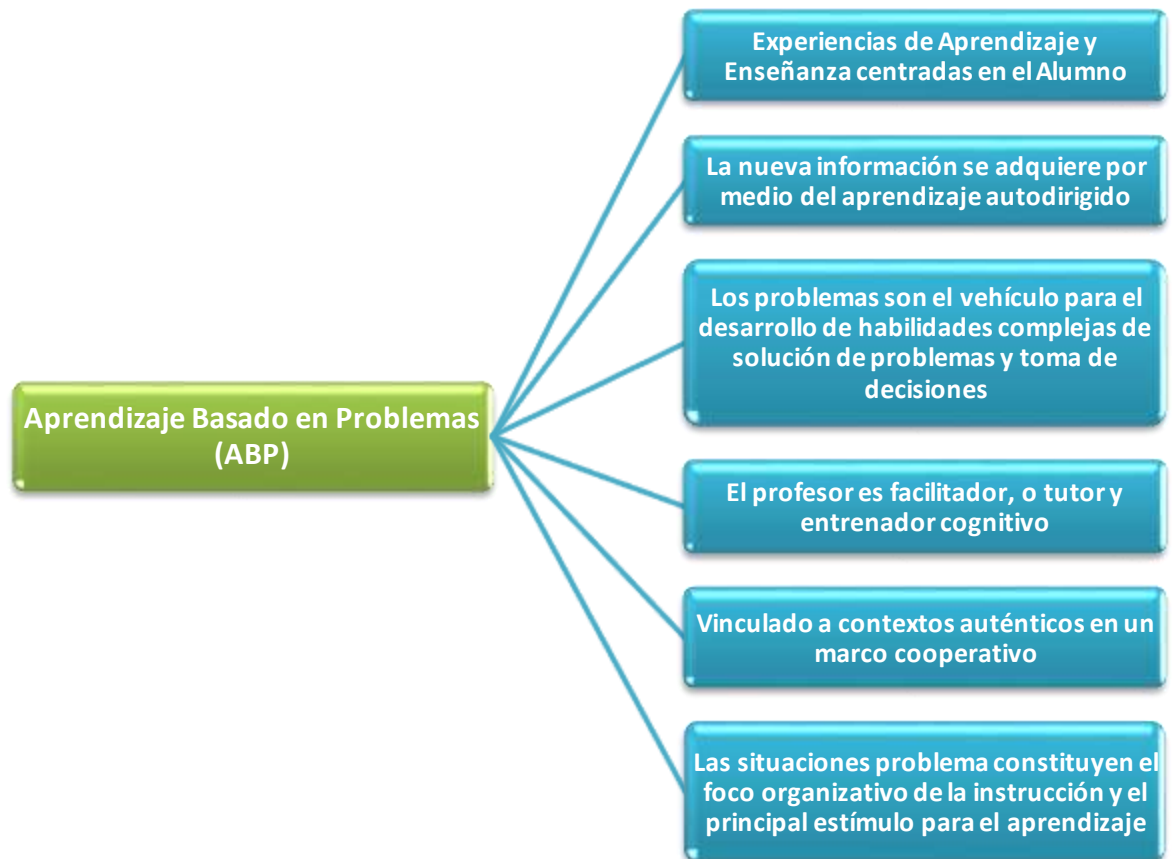 Experiencias de Aprendizaje y
Enseñanza centradas en el Alumno
La nueva información se adquiere por
medio del aprendizaje autodirigido
Los problemas son el vehículo para el
desarrollo de habilidades complejas de
solución de problemas y toma de
decisiones
Aprendizaje Basado en Problemas
(ABP)
El profesor es facilitador, o tutor y
entrenador cognitivo
Vinculado a contextos auténticos en un
marco cooperativo
Las situaciones problema constituyen el
foco organizativo de la instrucción y el
principal estímulo para el aprendizaje